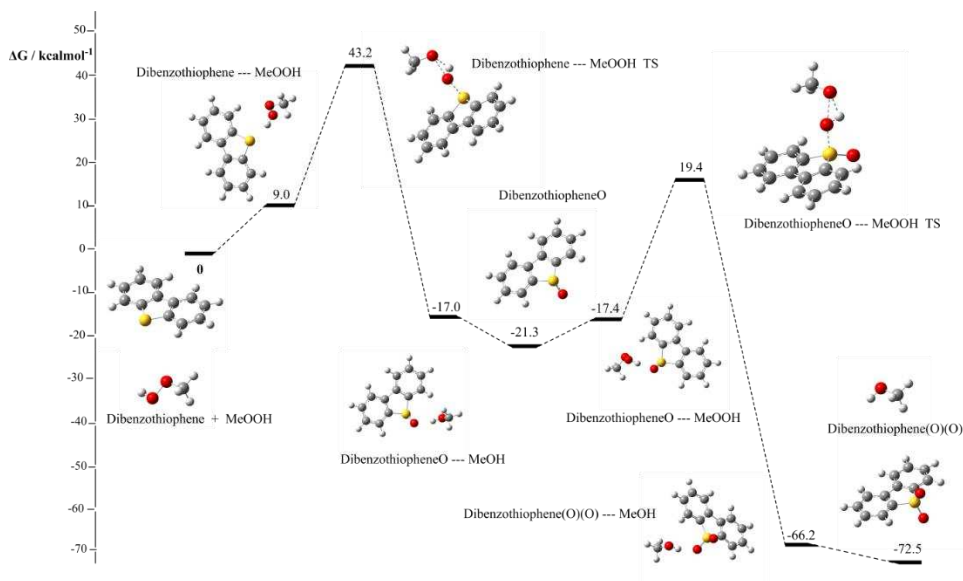 50
ΔG / kcalmol-1
40
30
20
10
0
-10
-20
-30
-40
-50
-60
-70
Dibenzothiophene --- MeOOH
9.0
43.2
Dibenzothiophene --- MeOOH TS
DibenzothiopheneO
19.4
DibenzothiopheneO --- MeOOH TS
0
-17.0
-21.3
-17.4
Dibenzothiophene + MeOOH
DibenzothiopheneO --- MeOH
DibenzothiopheneO --- MeOOH
Dibenzothiophene(O)(O)
Dibenzothiophene(O)(O) --- MeOH
-66.2
-72.5